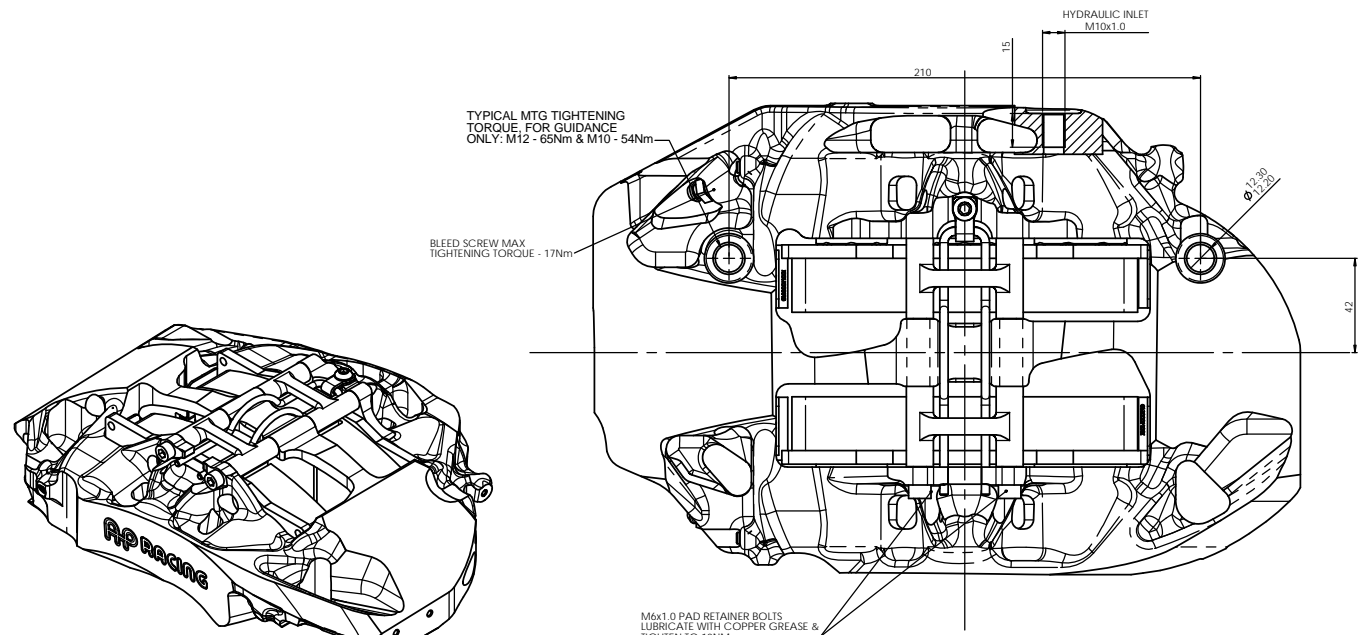 HYDRAULIC INLET
M10x1.0
15
210
TYPICAL MTG TIGHTENING
TORQUE, FOR GUIDANCE
ONLY: M12 - 65Nm & M10 - 54Nm
Ø 12.30
12.20
BLEED SCREW MAX
TIGHTENING TORQUE - 17Nm
42
AP RACING
M6x1.0 PAD RETAINER BOLTS
LUBRICATE WITH COPPER GREASE &